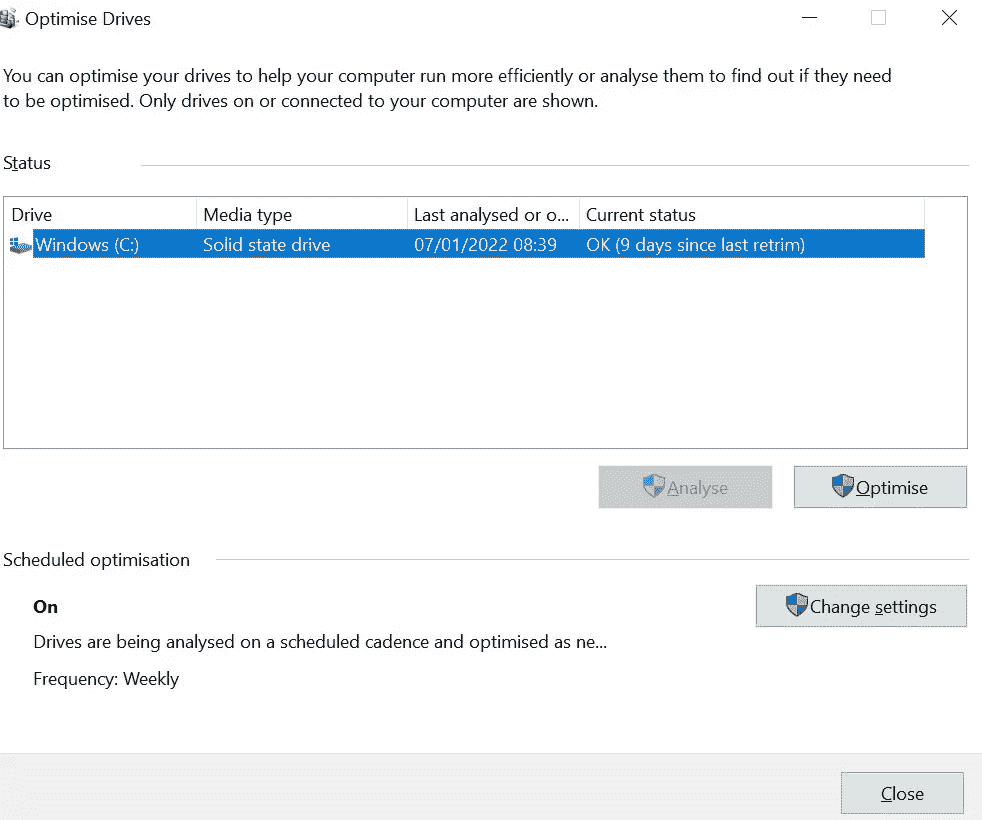 Optimise Drives
You can optimise your drives to help your computer run more efficiently or analyse them to find out if they need
to be optimised. Only drives on or connected to your computer are shown.
Status
Drive Media type Last analysed or o... Current status
Windows (C:) Solid state drive 07/01/2022 08:39 OK (9 days since last retrim)
Analyse Optimise
Scheduled optimisation
On
Change settings
Drives are being analysed on a scheduled cadence and optimised as ne...
Frequency: Weekly
Close